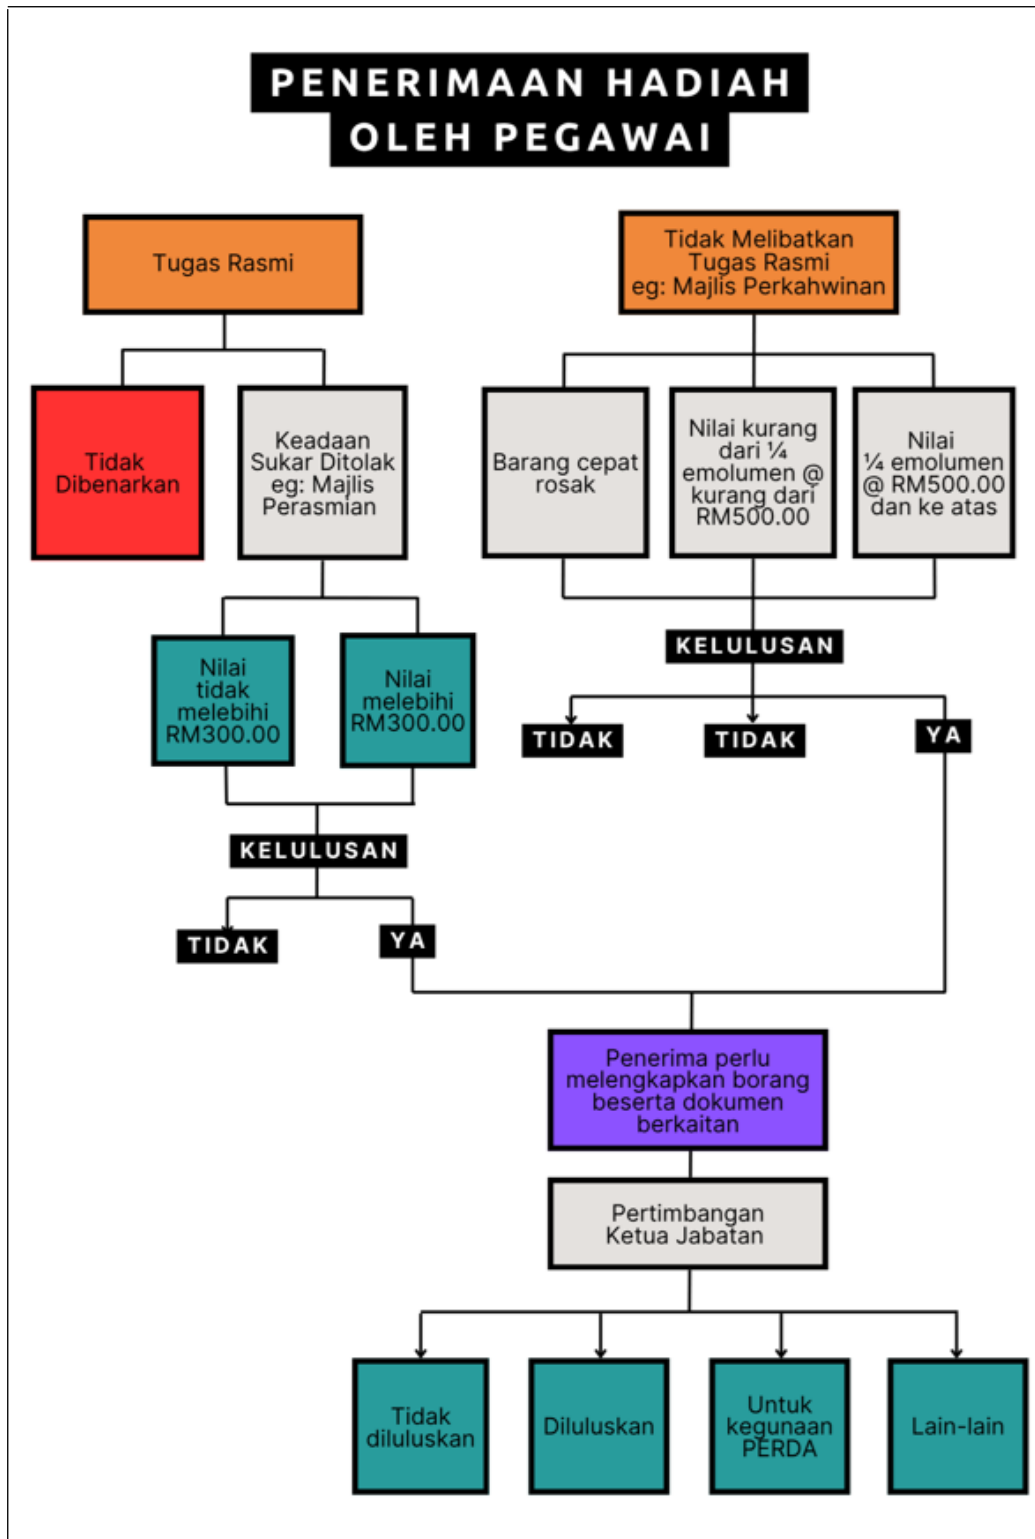 PENERIMAAN HADIAH
OLEH PEGAWAI
Tugas Rasmi
Tidak Melibatkan
Tugas Rasmi
eg: Majlis Perkahwinan
Tidak
Dibenarkan
Keadaan
Sukar Ditolak
eg: Majlis
Perasmian
Barang cepat
rosak
Nilai kurang
dari ¼
emolumen @
kurang dari
RM500.00
Nilai
¼ emolumen
@ RM500.00
dan ke atas
Nilai
tidak
melebihi
RM300.00
Nilai
melebihi
RM300.00
KELULUSAN
TIDAK
TIDAK
YA
KELULUSAN
TIDAK
YA
Penerima perlu
melengkapkan borang
beserta dokumen
berkaitan
Pertimbangan
Ketua Jabatan
Tidak
diluluskan
Diluluskan
Untuk
kegunaan
PERDA
Lain-lain